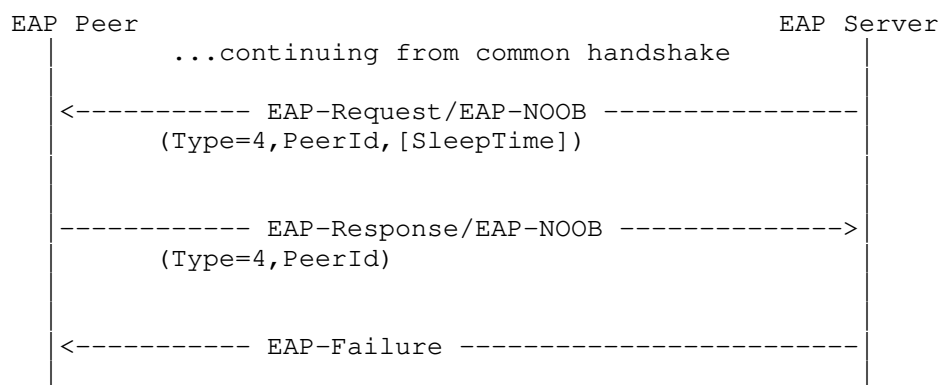 EAP Peer                                        EAP Server
...continuing from common handshake
<----------- EAP-Request/EAP-NOOB ----------------
(Type=4,PeerId,[SleepTime])
------------ EAP-Response/EAP-NOOB -------------->
(Type=4,PeerId)
<----------- EAP-Failure -------------------------